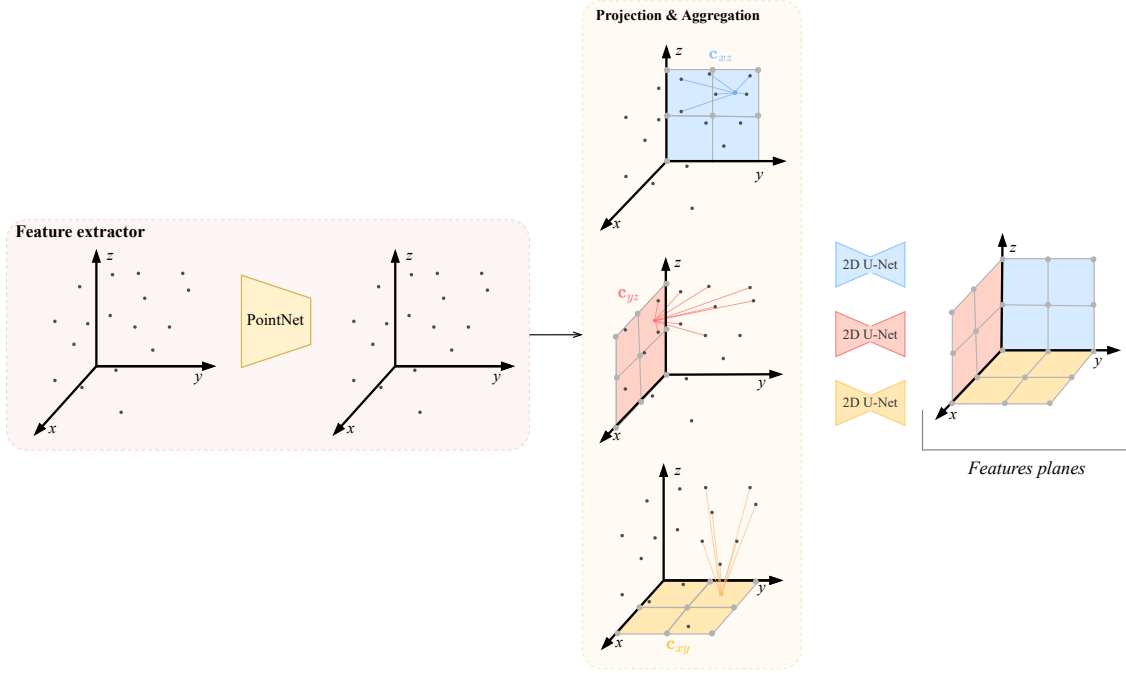 Projection & Aggregation
z
c_xz
y
x
Feature extractor
z
PointNet
y
x
z
y
x
z
c_yz
y
x
z
y
x
c_xy
2D U-Net
2D U-Net
2D U-Net
z
y
x
Features planes